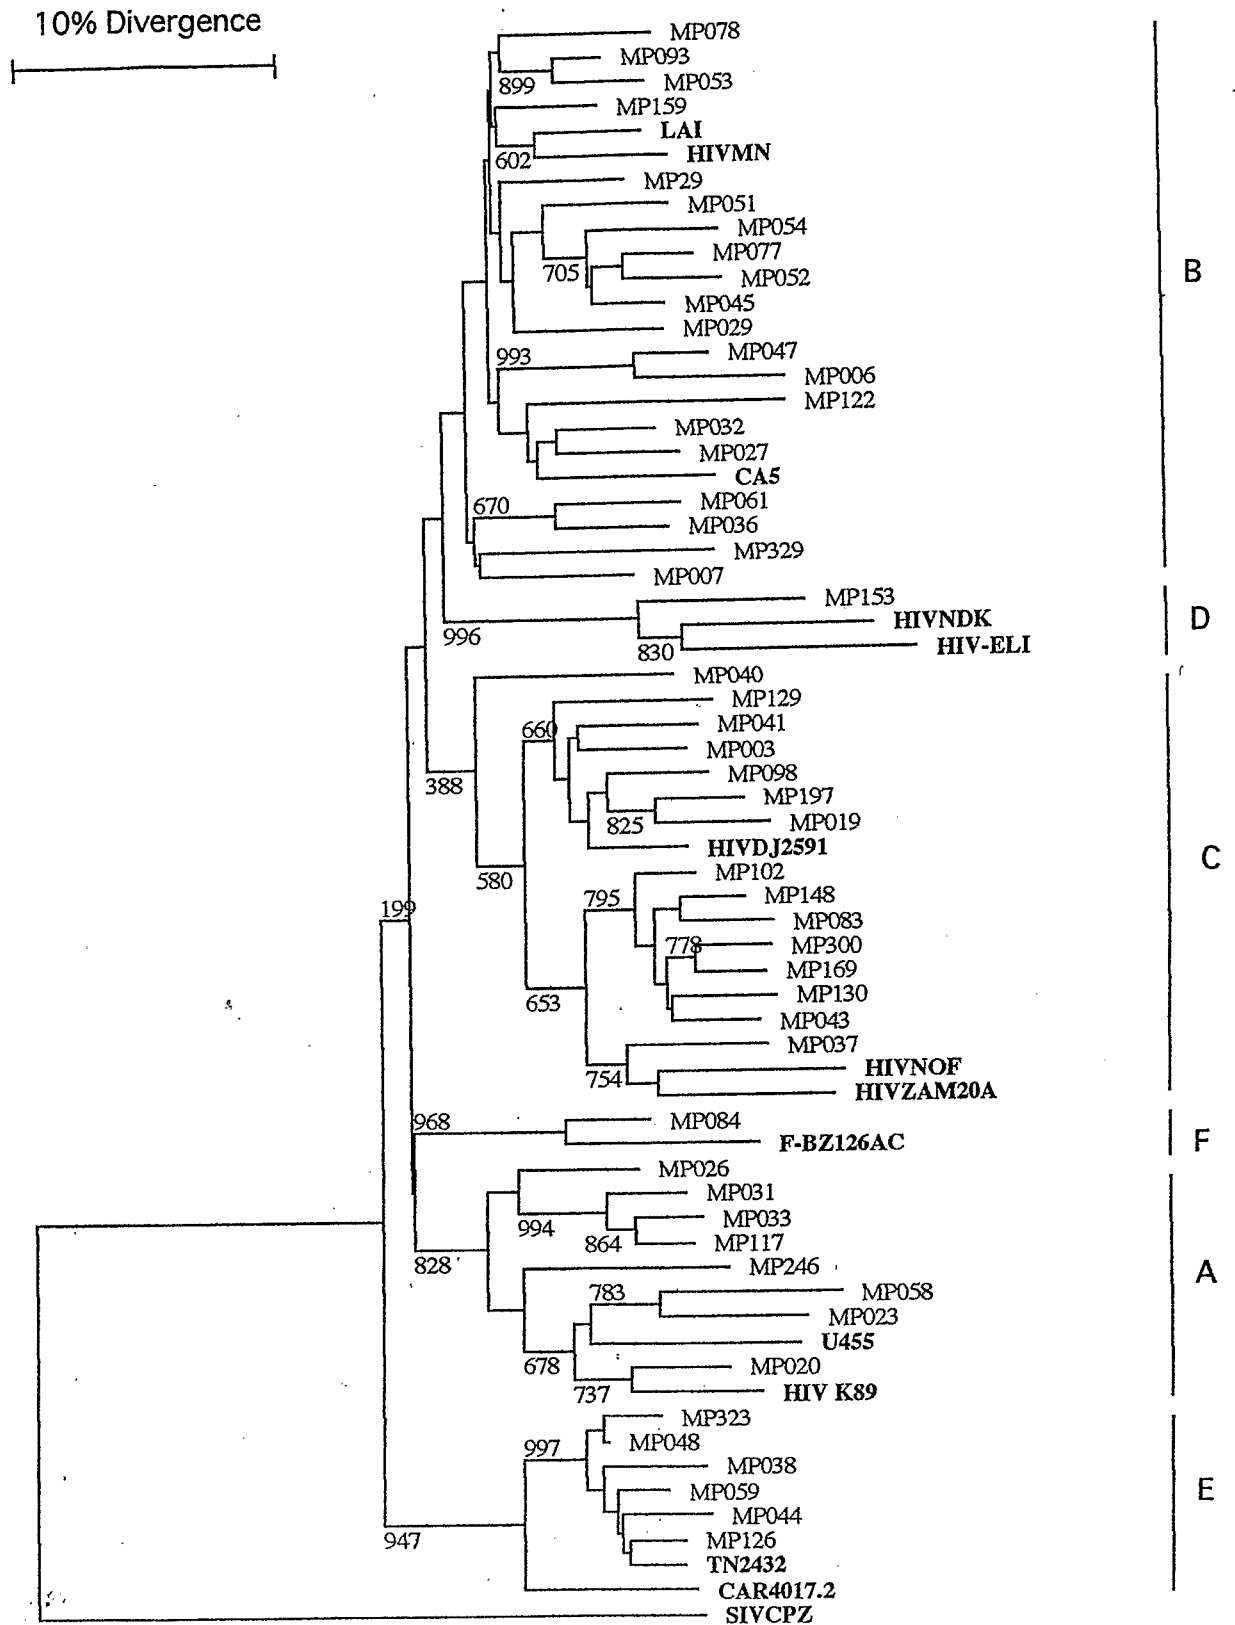 10% Divergence
MP078
MP093
899
MP053
MP159
LAI
602
HIVMN
MP29
MP051
MP054
MP077
705
MP052
B
MP045
MP029
993
MP047
MP006
MP122
MP032
MP027
CA5
670
MP061
MP036
MP329
MP007
MP153
HIVNDK
D
996
830
HIV-ELI
MP040
MP129
660
MP041
MP003
MP098
388
MP197
825
MP019
HIVDJ2591
C
580
MP102
795
MP148
199
MP083
778
MP300
MP169
MP130
653
MP043
MP037
HIVNOF
754
HIVZAM20A
968
MP084
F-BZ126AC
F
MP026
MP031
994
MP033
864
MP117
828
MP246
A
783
MP058
MP023
U455
678
MP020
737
HIV K89
MP323
997
MP048
MP038
MP059
E
MP044
947
MP126
TN2432
CAR4017.2
SIVCPZ